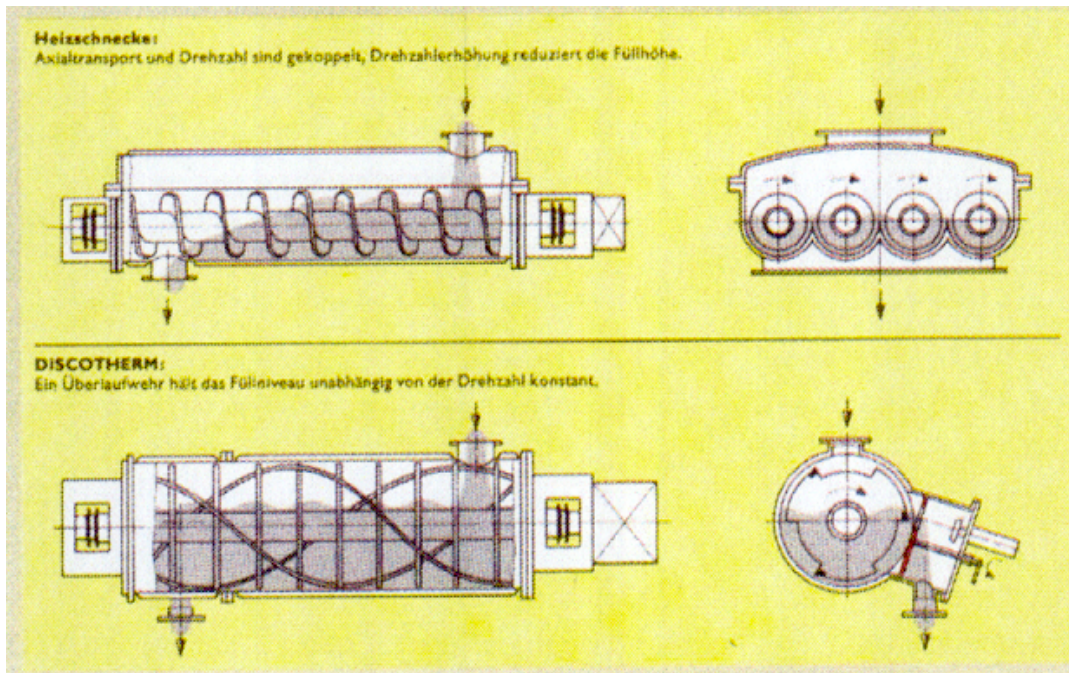 Heizschnecke:
Axialtransport und Drehzahl sind gekoppelt, Drehzahlerhöhung reduziert die Füllhöhe.
DISCOTHERM:
Ein Überlaufwehr hält das Füllniveau unabhängig von der Drehzahl konstant.